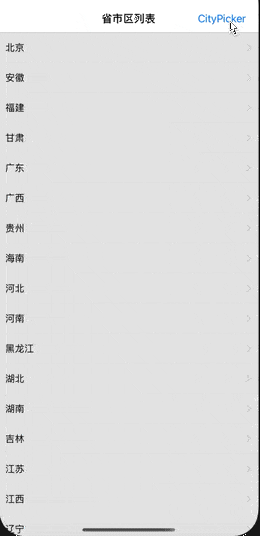 省市区列表 CityPicker
北京
安徽
福建
甘肃
广东
广西
贵州
海南
河北
河南
黑龙江
湖北
湖南
吉林
江苏
江西
辽宁